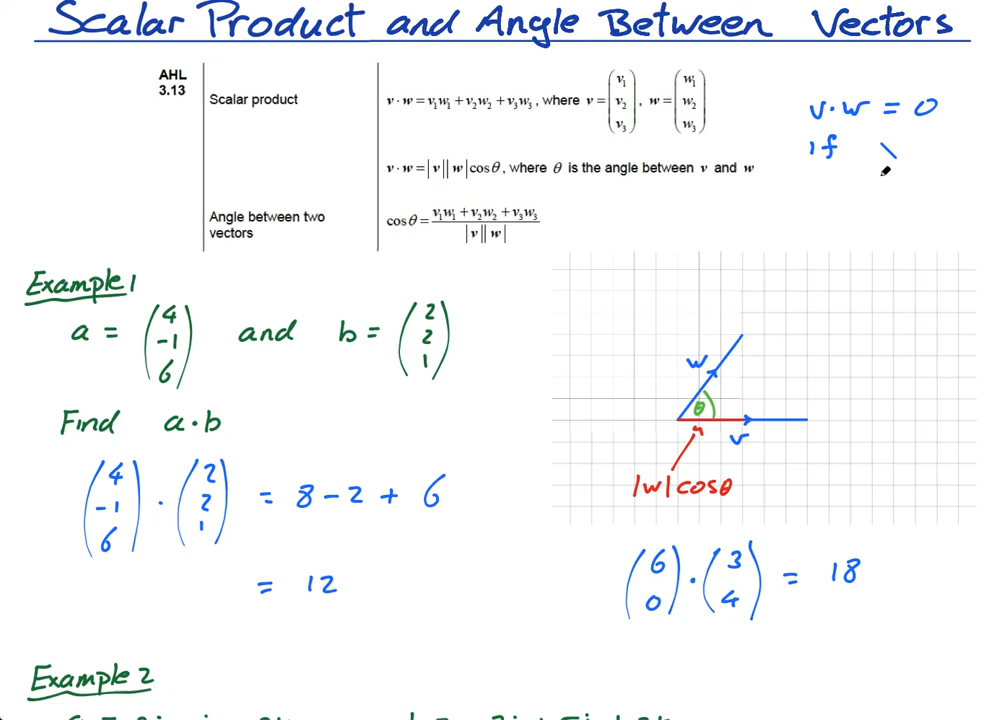 Scalar Product and Angle Between Vectors
AHL 3.13
Scalar product
v · w = v₁w₁ + v₂w₂ + v₃w₃, where v = (v₁ v₂ v₃), w = (w₁ w₂ w₃)
v · w = |v||w| cos θ, where θ is the angle between v and w
Angle between two vectors
cos θ = (v₁w₁ + v₂w₂ + v₃w₃) / |v||w|
v·w = 0
if
Example 1
a = (4 -1 6) and b = (2 2 1)
Find a·b
(4 -1 6) · (2 2 1) = 8 - 2 + 6
= 12
w
θ
v
|w|cosθ
(6 0) · (3 4) = 18
Example 2